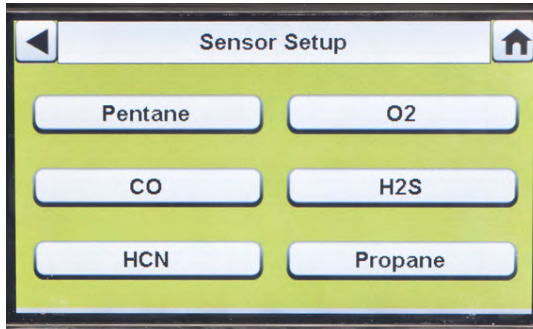 Sensor Setup
Pentane
O2
CO
H2S
HCN
Propane